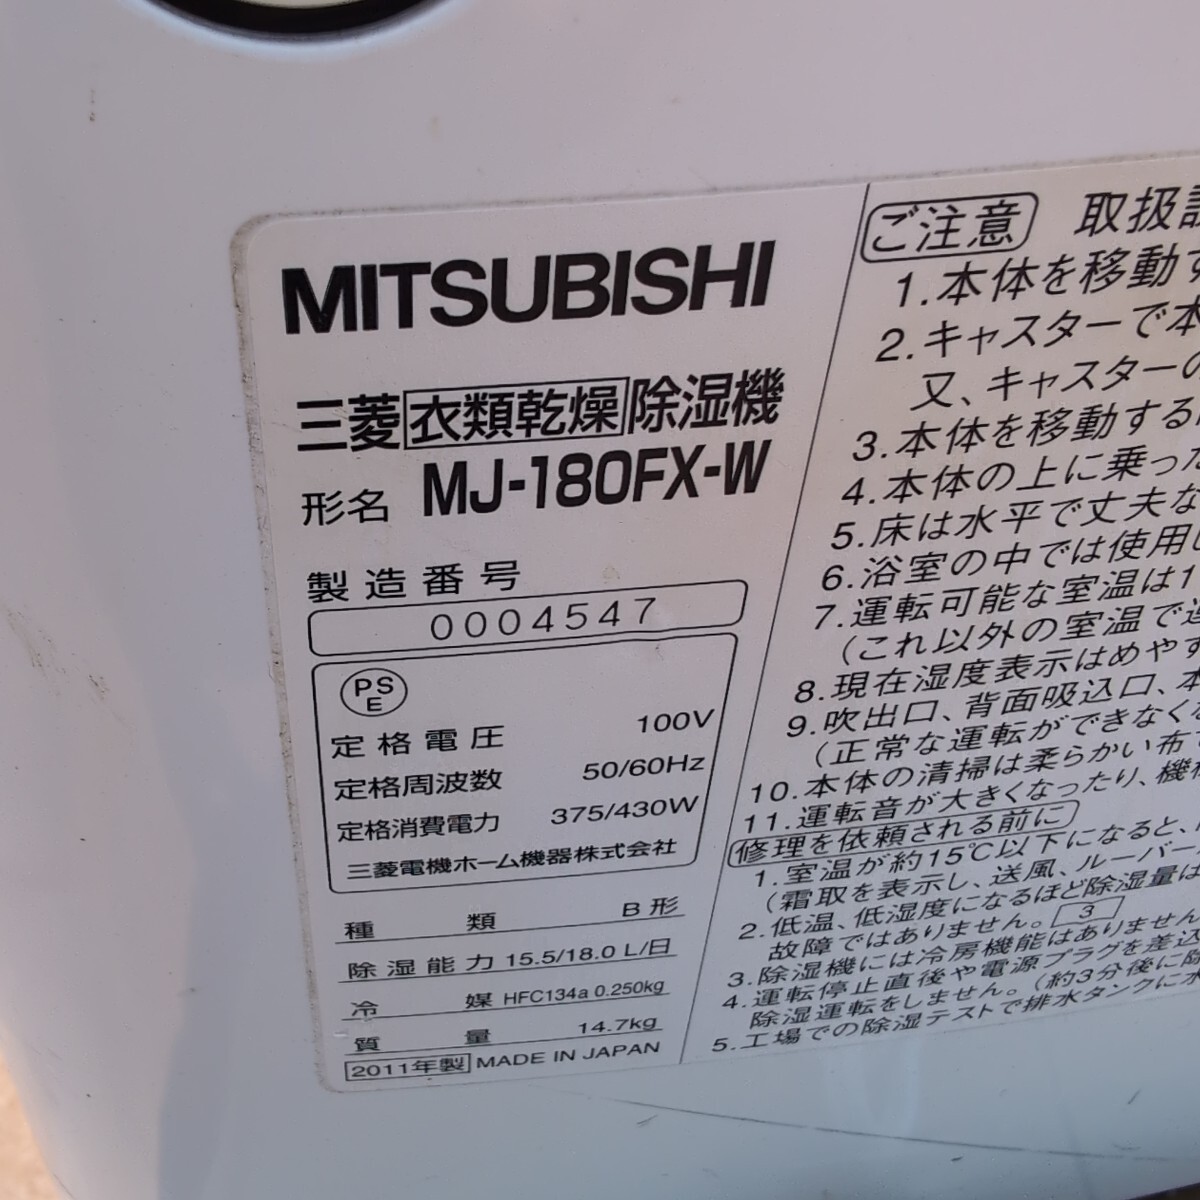 MITSUBISHI
三菱 衣類乾燥 除湿機
形名 MJ-180FX-W
製造番号
0004547
PS
E
定格電圧 100V
定格周波数 50/60Hz
定格消費電力 375/430W
三菱電機ホーム機器株式会社
種類 B形
除湿能力 15.5/18.0 L/日
冷媒 HFC134a 0.250kg
質量 14.7kg
2011年製 MADE IN JAPAN
ご注意 取扱
1.本体を移動す
2.キャスターで本
又、キャスターの
3.本体を移動する
4.本体の上に乗った
5.床は水平で丈夫な
6.浴室の中では使用し
7.運転可能な室温は1
(これ以外の室温で
8.現在湿度表示はめやす
9.吹出口、背面吸込口、本
(正常な運転ができなくな
10.本体の清掃は柔らかい布で
11.運転音が大きくなったり、機
修理を依頼される前に
1.室温が約15℃以下になると、
(霜取を表示し、送風、ルーバー
2.低温、低湿度になるほど除湿量は
故障ではありません。 3
3.除湿機には冷房機能はありません
4.運転停止直後や電源プラグを差込
除湿運転をしません。(約3分後に除
5.工場での除湿テストで排水タンクに水